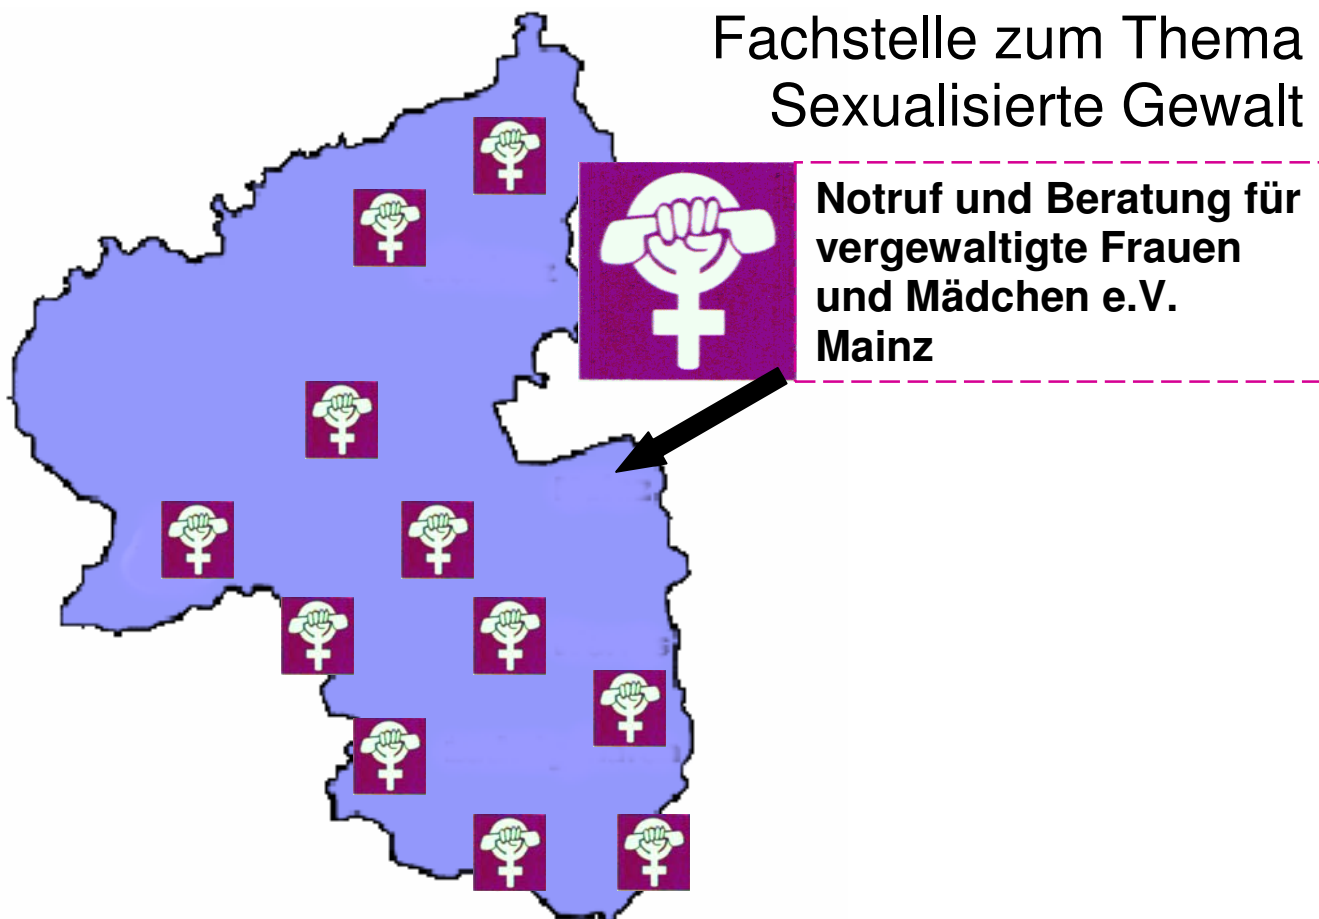 Fachstelle zum Thema
Sexualisierte Gewalt
Notruf und Beratung für
vergewaltigte Frauen
und Mädchen e.V.
Mainz